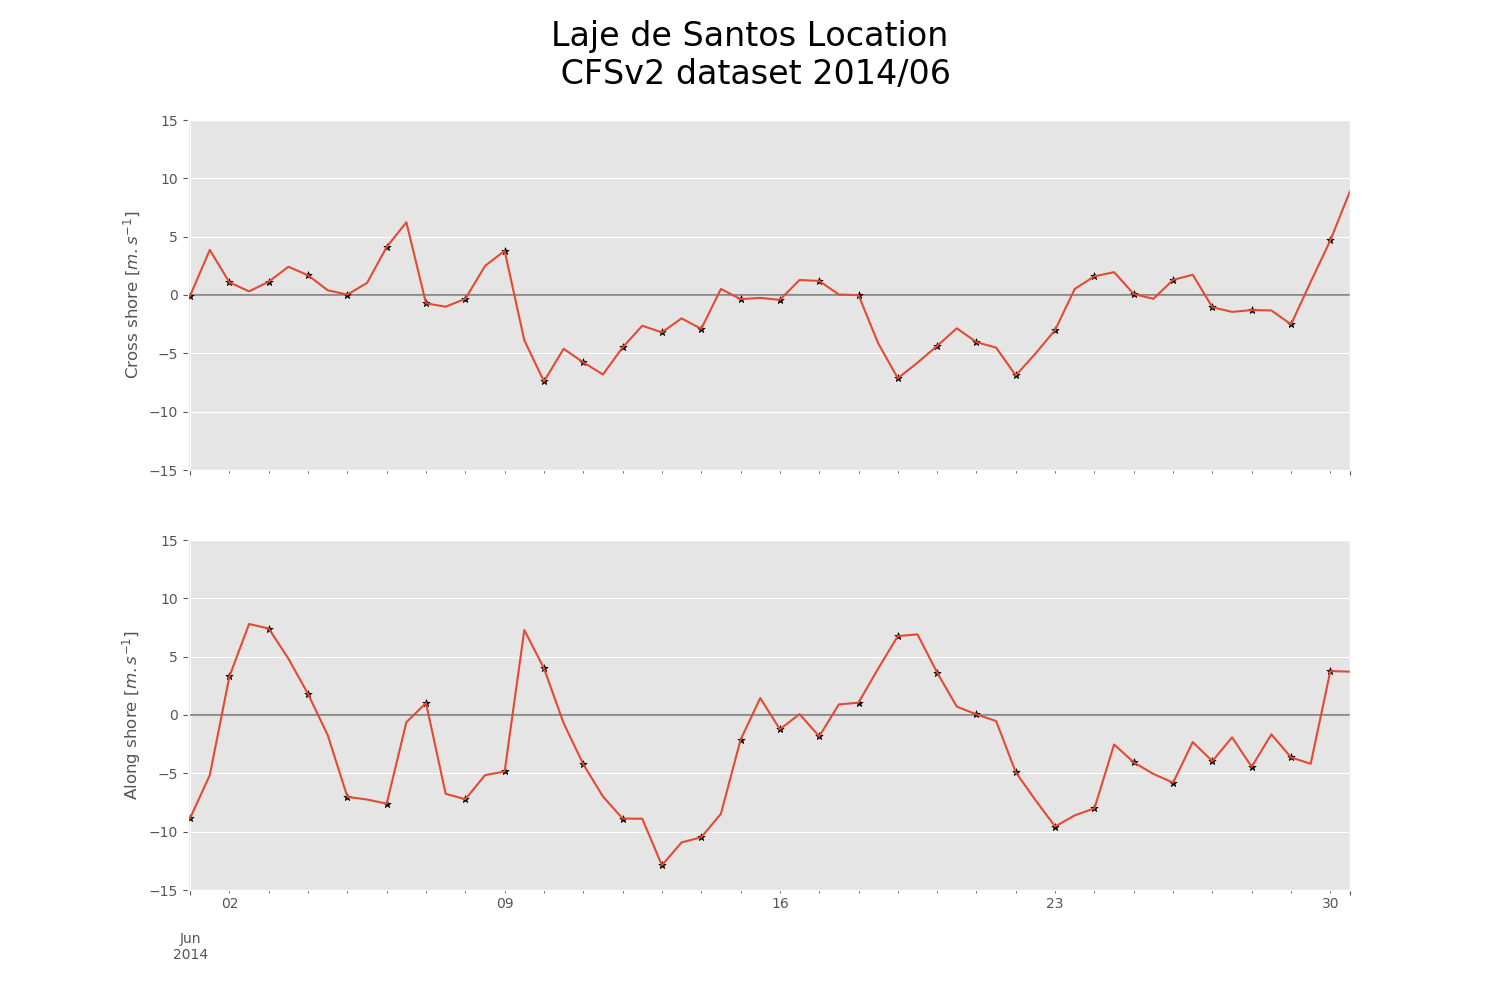 Laje de Santos Location
CFSv2 dataset 2014/06
15
10
5
0
−5
−10
−15
Cross shore [m.s⁻¹]
15
10
5
0
−5
−10
−15
Along shore [m.s⁻¹]
02 09 16 23 30
Jun
2014